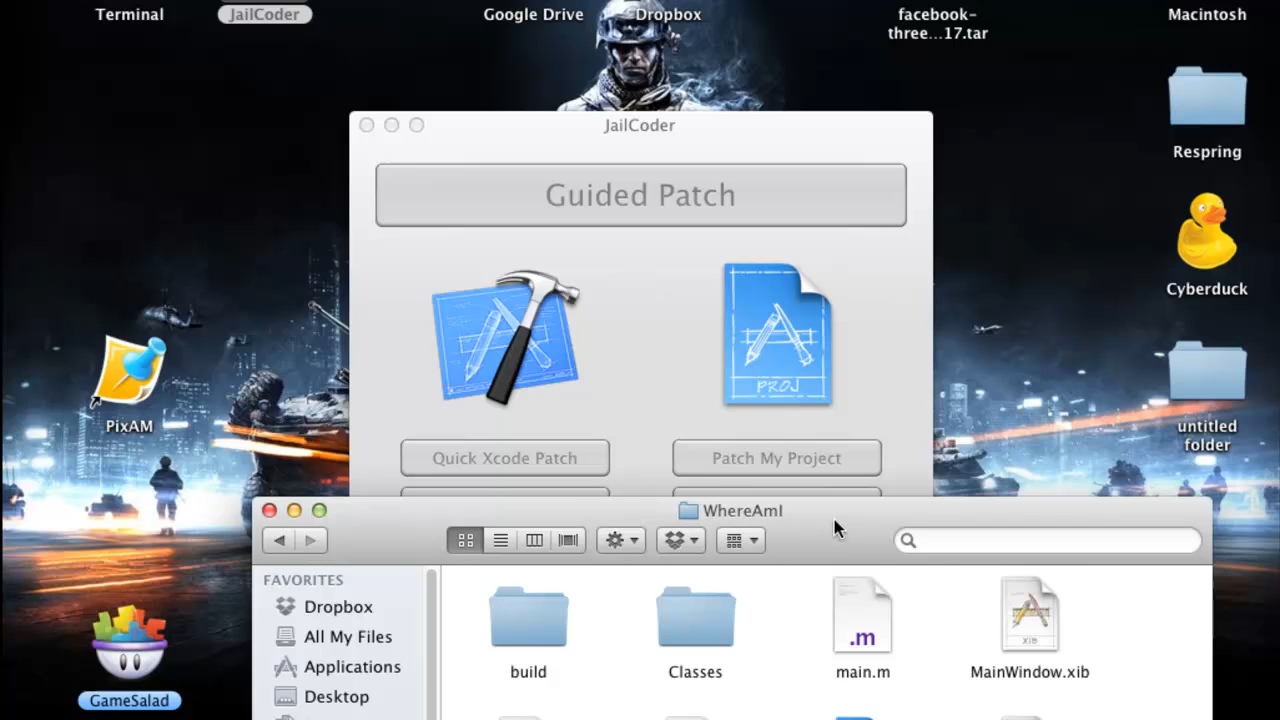 Terminal
JailCoder
Google Drive
Dropbox
facebook-
three...17.tar
Macintosh
Respring
Cyberduck
untitled
folder
PixAM
GameSalad
JailCoder
Guided Patch
PROJ
Quick Xcode Patch
Patch My Project
WhereAmI
FAVORITES
Dropbox
All My Files
Applications
Desktop
build
Classes
.m
main.m
XIB
MainWindow.xib